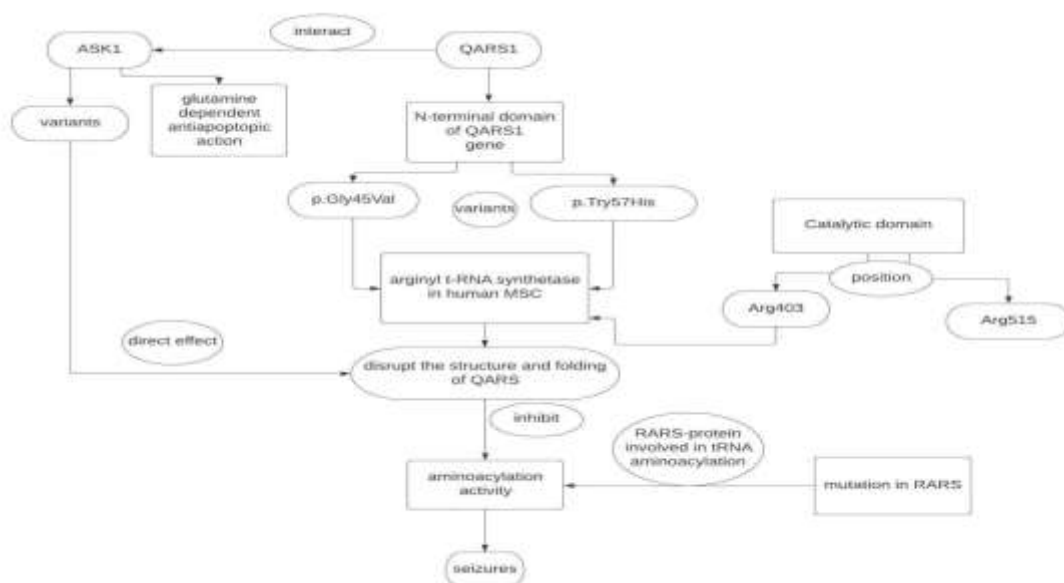 interact
ASK1
QARS1
variants
glutamine
dependent
antiapoptopic
action
N-terminal domain
of QARS1
gene
p.Gly45Val
variants
p.Try57His
Catalytic domain
position
Arg403
Arg515
arginyl t-RNA synthetase
in human MSC
direct effect
disrupt the structure and folding
of QARS
inhibit
RARS-protein
involved in tRNA
aminoacylation
aminoacylation
activity
mutation in RARS
seizures